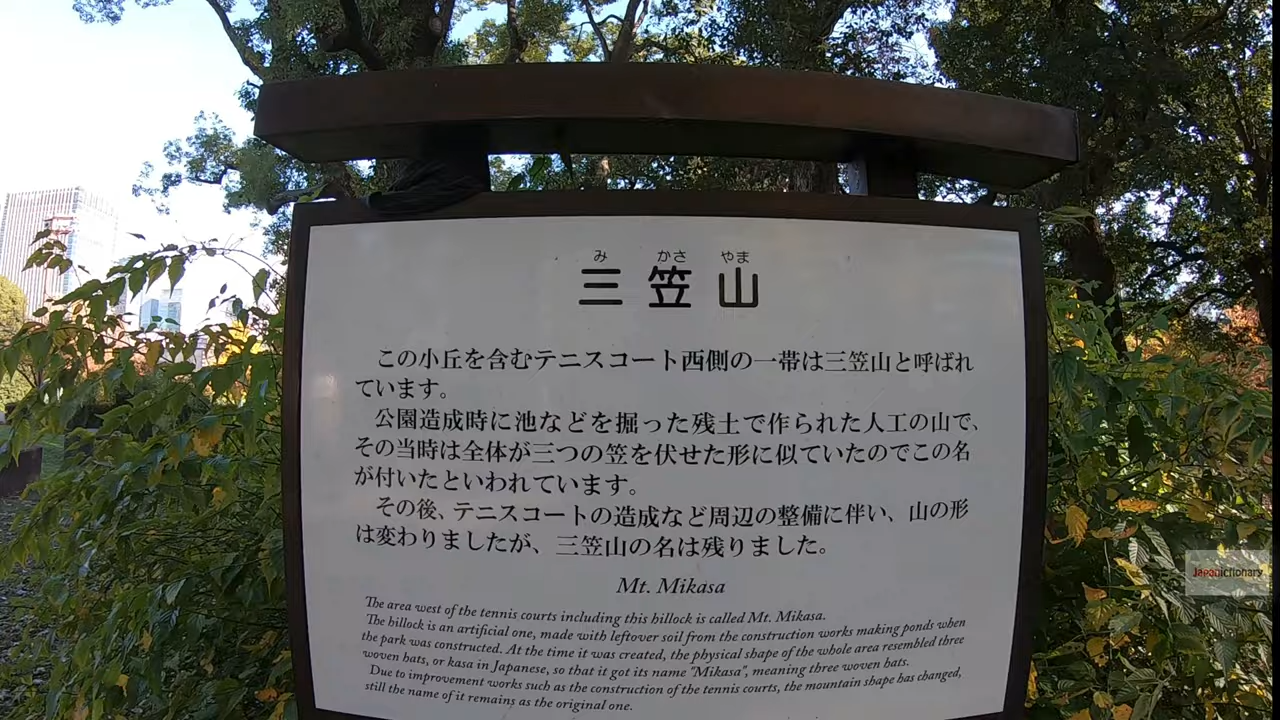 み かさ やま
三笠山
この小丘を含むテニスコート西側の一帯は三笠山と呼ばれ
ています。
公園造成時に池などを掘った残土で作られた人工の山で、
その当時は全体が三つの笠を伏せた形に似ていたのでこの名
が付いたといわれています。
その後、テニスコートの造成など周辺の整備に伴い、山の形
は変わりましたが、三笠山の名は残りました。
Mt. Mikasa
The area west of the tennis courts including this hillock is called Mt. Mikasa.
The hillock is an artificial one, made with leftover soil from the construction works making ponds when
the park was constructed. At the time it was created, the physical shape of the whole area resembled three
woven hats, or kasa in Japanese, so that it got its name "Mikasa", meaning three woven hats.
Due to improvement works such as the construction of the tennis courts, the mountain shape has changed,
still the name of it remains as the original one.
Japanictionary